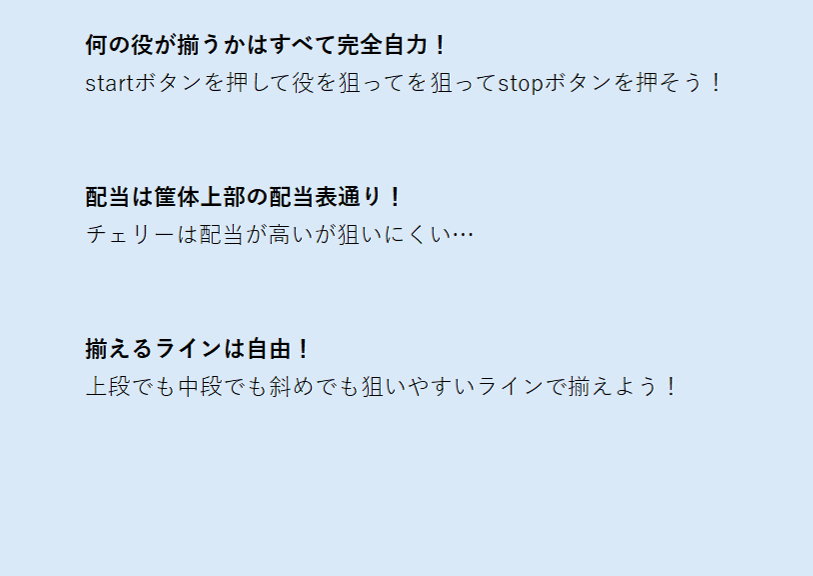 何の役が揃うかはすべて完全自力！
startボタンを押して役を狙ってを狙ってstopボタンを押そう！
配当は筐体上部の配当表通り！
チェリーは配当が高いが狙いにくい…
揃えるラインは自由！
上段でも中段でも斜めでも狙いやすいラインで揃えよう！